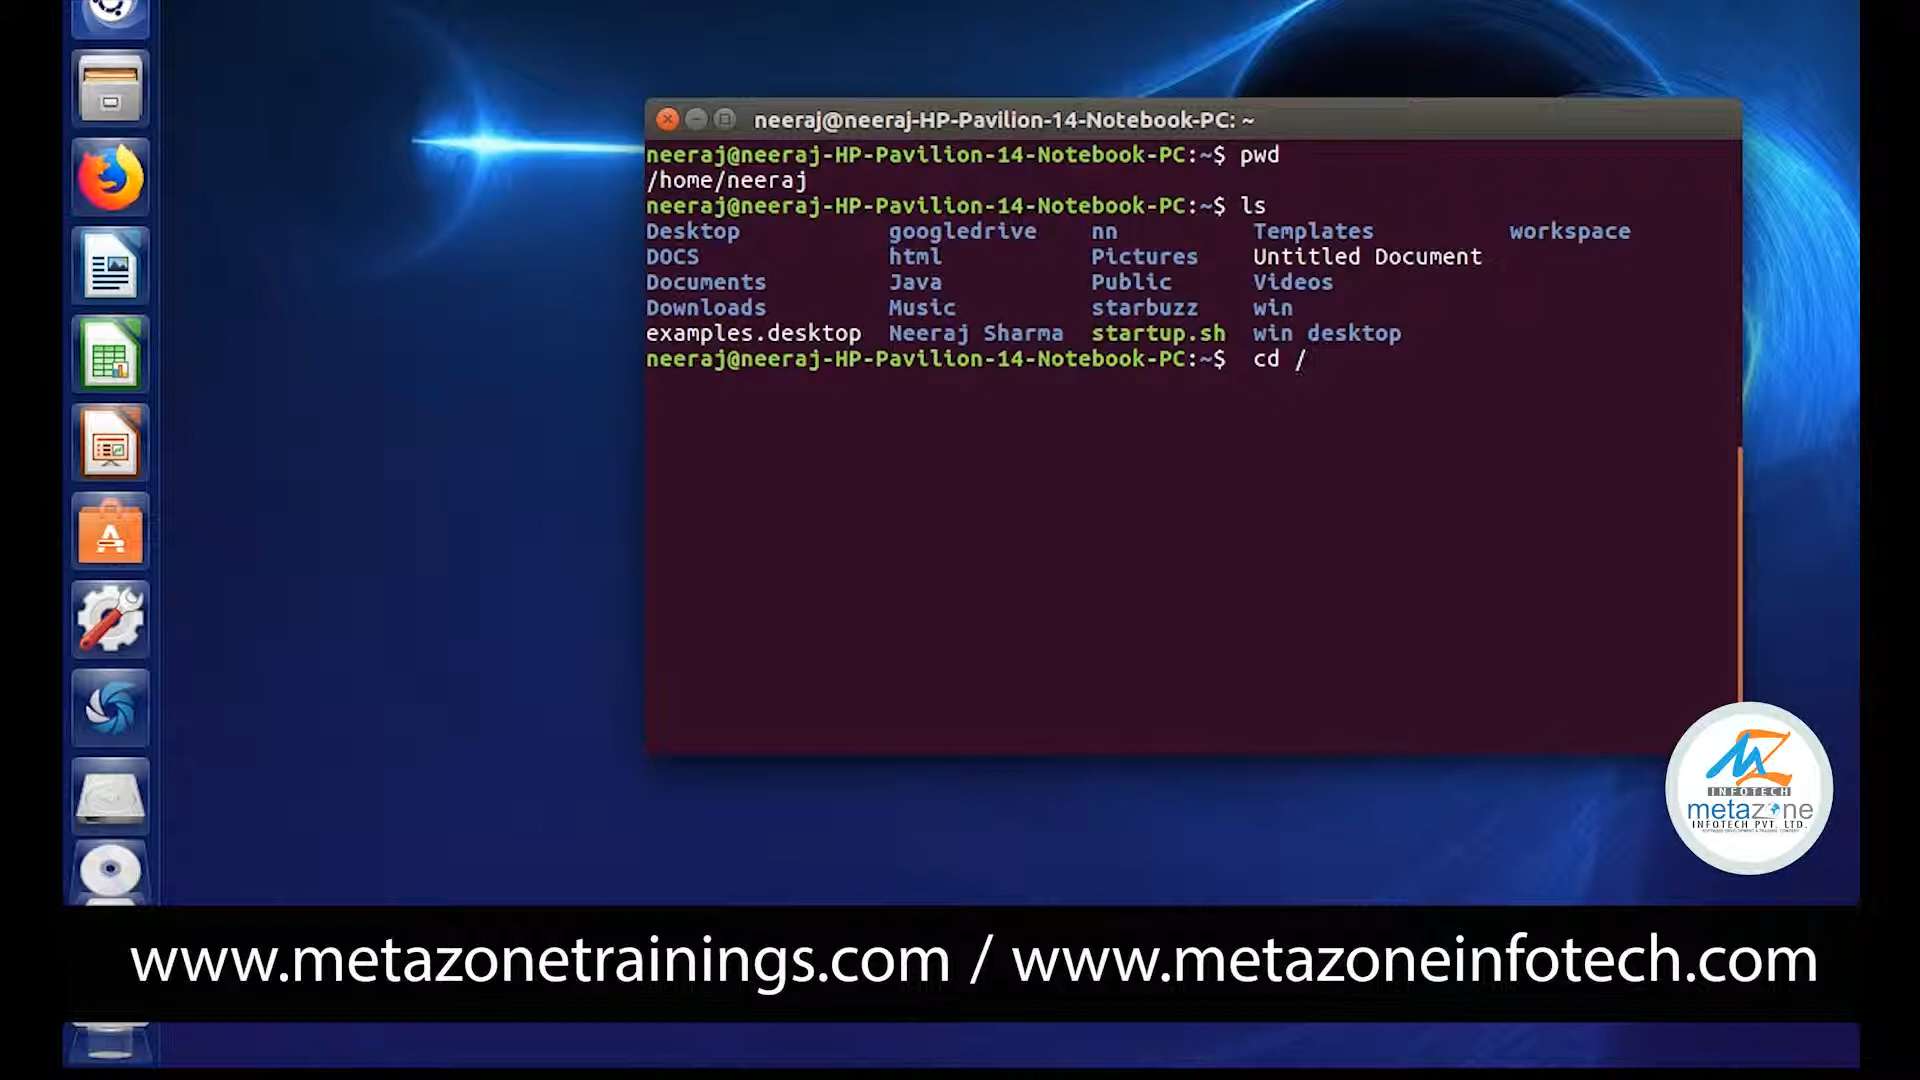 neeraj@neeraj-HP-Pavilion-14-Notebook-PC: ~
neeraj@neeraj-HP-Pavilion-14-Notebook-PC:~$ pwd
/home/neeraj
neeraj@neeraj-HP-Pavilion-14-Notebook-PC:~$ ls
Desktop googledrive nn Templates workspace
DOCS html Pictures Untitled Document
Documents Java Public Videos
Downloads Music starbuzz win
examples.desktop Neeraj Sharma startup.sh win desktop
neeraj@neeraj-HP-Pavilion-14-Notebook-PC:~$  cd /
MZ
INFOTECH
metazone
INFOTECH PVT. LTD.
www.metazonetrainings.com / www.metazoneinfotech.com